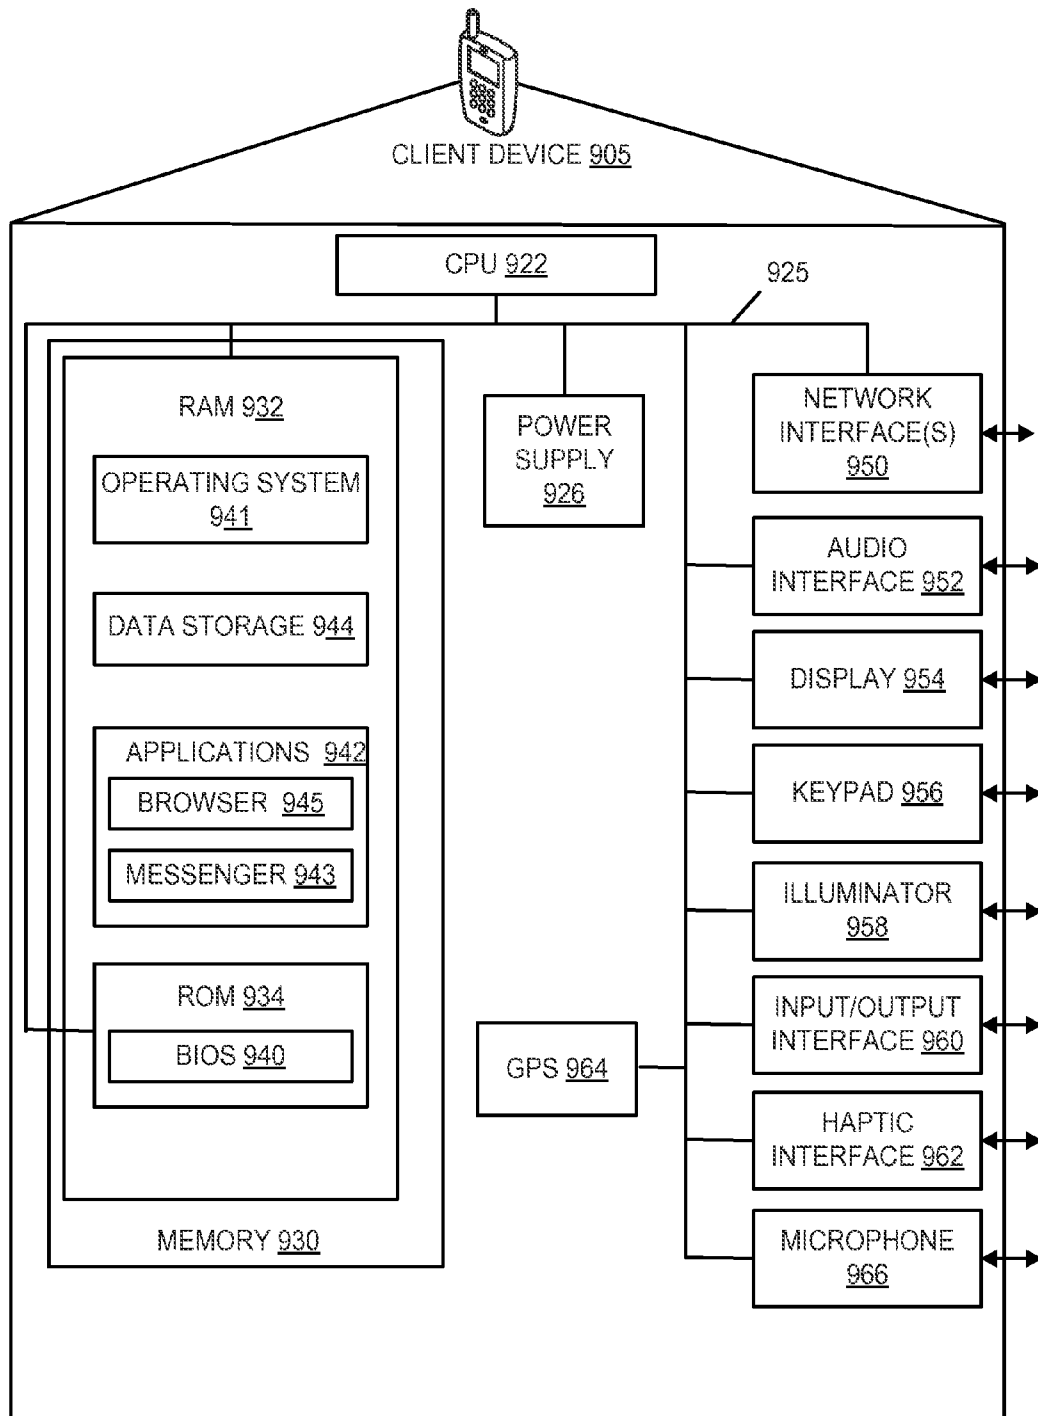 CLIENT DEVICE 905
CPU 922
925
RAM 932
OPERATING SYSTEM
941
DATA STORAGE 944
APPLICATIONS 942
BROWSER 945
MESSENGER 943
ROM 934
BIOS 940
MEMORY 930
POWER
SUPPLY
926
GPS 964
NETWORK
INTERFACE(S)
950
AUDIO
INTERFACE 952
DISPLAY 954
KEYPAD 956
ILLUMINATOR
958
INPUT/OUTPUT
INTERFACE 960
HAPTIC
INTERFACE 962
MICROPHONE
966